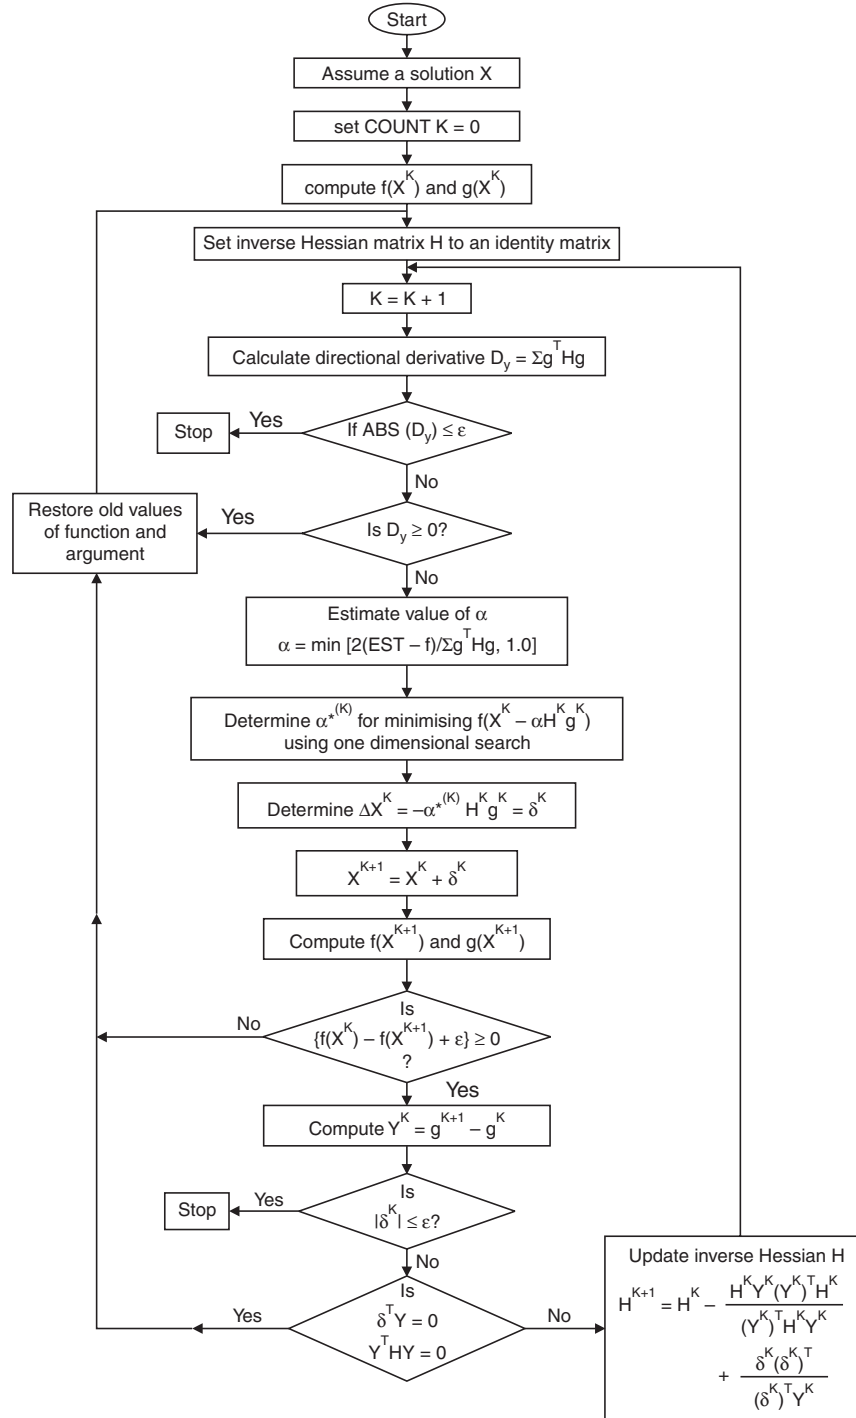 Start
Assume a solution X
set COUNT K = 0
compute f(X^K) and g(X^K)
Set inverse Hessian matrix H to an identity matrix
K = K + 1
Calculate directional derivative D_y = Σg^T Hg
If ABS (D_y) ≤ ε
Yes
Stop
No
Is D_y ≥ 0?
Yes
Restore old values
of function and
argument
No
Estimate value of α
α = min [2(EST – f)/Σg^T Hg, 1.0]
Determine α*^(K) for minimising f(X^K – αH^K g^K)
using one dimensional search
Determine ΔX^K = –α*^(K) H^K g^K = δ^K
X^K+1 = X^K + δ^K
Compute f(X^K+1) and g(X^K+1)
Is
{f(X^K) – f(X^K+1) + ε} ≥ 0
?
No
Yes
Compute Y^K = g^K+1 – g^K
Is
|δ^K| ≤ ε?
Yes
Stop
No
Is
δ^T Y = 0
Y^T HY = 0
Yes
No
Update inverse Hessian H
H^K+1 = H^K – H^K Y^K (Y^K)^T H^K / (Y^K)^T H^K Y^K
+ δ^K (δ^K)^T / (δ^K)^T Y^K